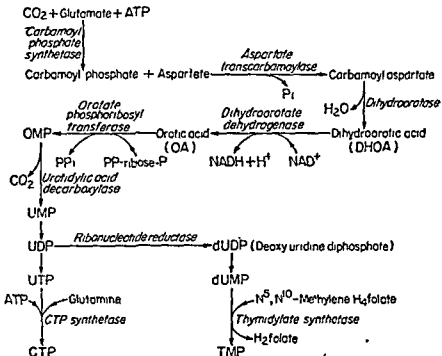 CO2 + Glutamate + ATP
Carbamoyl
phosphate
synthetase
Carbamoyl phosphate + Aspartate
Aspartate
transcarbamoylase
Pi
Carbamoyl aspartate
H2O
Dihydroorotase
Dihydroorotic acid
(DHOA)
Dihydroorotate
dehydrogenase
NADH + H+
NAD+
Orotic acid
(OA)
Orotate
phosphoribosyl
transferase
PPi
PP-ribose-P
OMP
CO2
Uridylic acid
decarboxylase
UMP
UDP
Ribonucleotide reductase
dUDP (Deoxy uridine diphosphate)
UTP
dUMP
ATP
Glutamine
CTP synthetase
N5, N10-Methylene H4folate
Thymidylate synthatase
H2folate
CTP
TMP